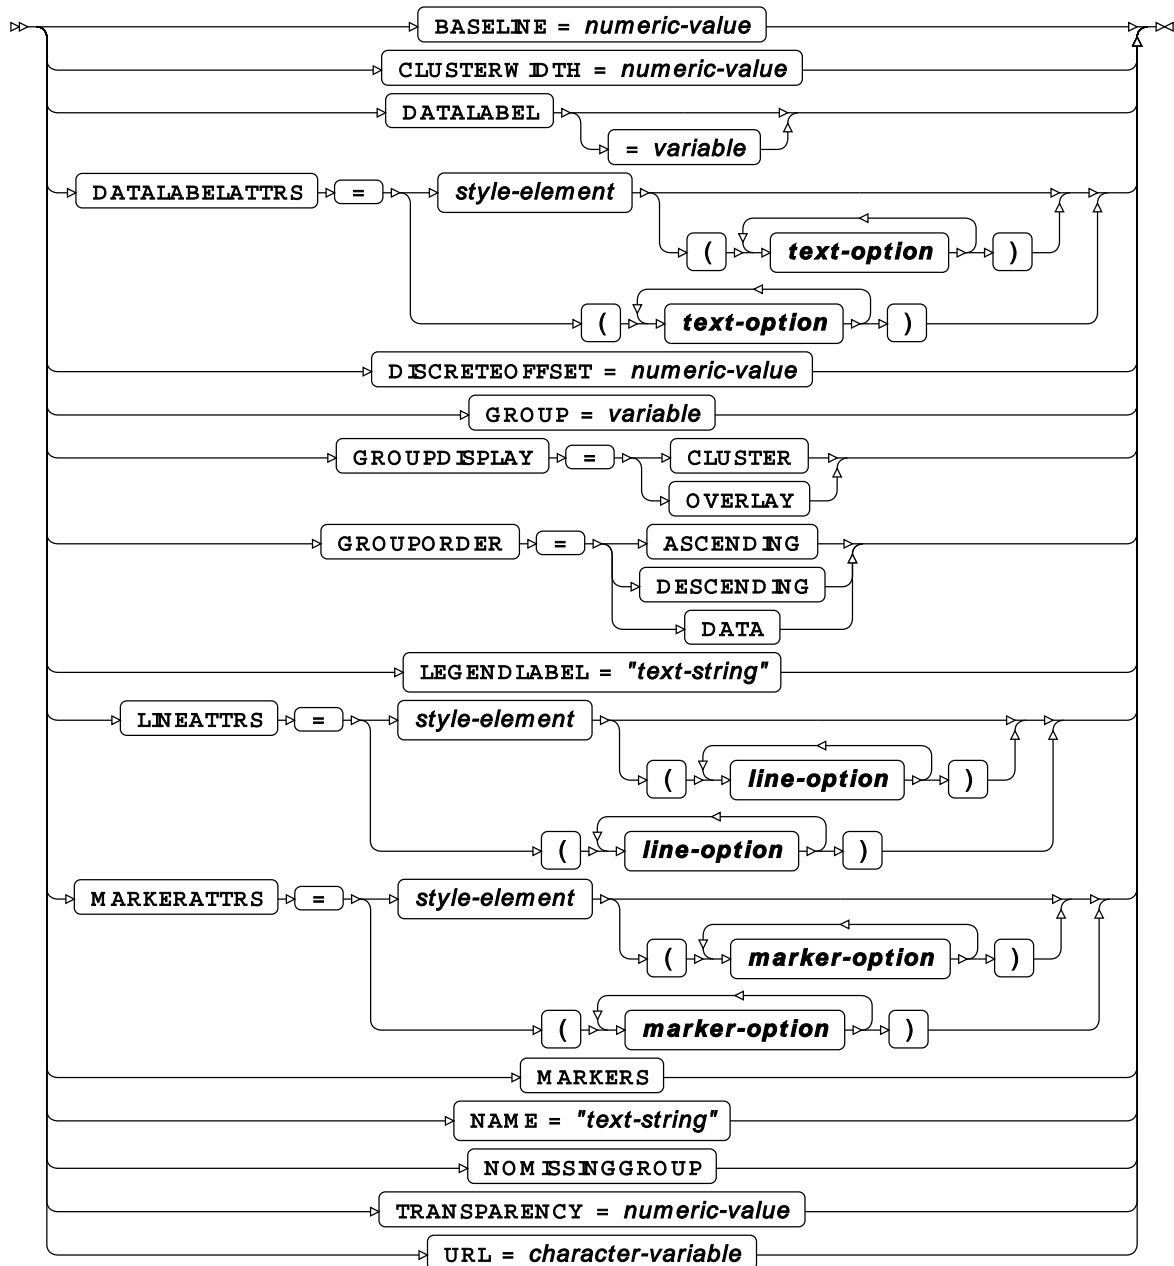 BASELINE = numeric-value
CLUSTERWIDTH = numeric-value
DATALABEL
= variable
DATALABELATTRS = style-element
( text-option )
( text-option )
DISCRETEOFFSET = numeric-value
GROUP = variable
GROUPDISPLAY = CLUSTER
OVERLAY
GROUPORDER = ASCENDING
DESCENDING
DATA
LEGENDLABEL = "text-string"
LINEATTRS = style-element
( line-option )
( line-option )
MARKERATTRS = style-element
( marker-option )
( marker-option )
MARKERS
NAME = "text-string"
NOMISSINGGROUP
TRANSPARENCY = numeric-value
URL = character-variable